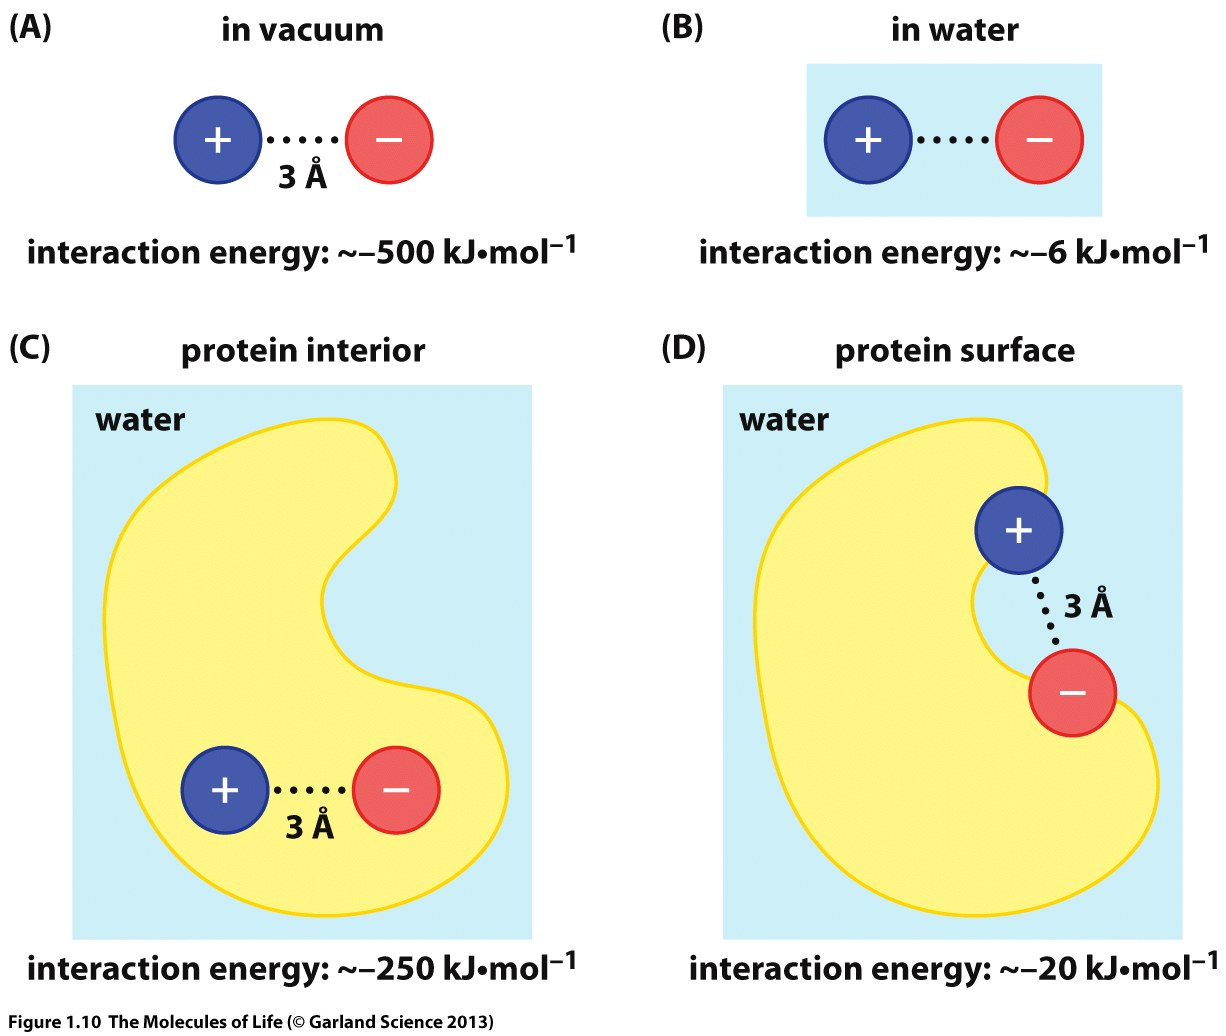 (A) in vacuum
+ −
3 Å
interaction energy: ~–500 kJ•mol⁻¹
(B) in water
+ −
interaction energy: ~–6 kJ•mol⁻¹
(C) protein interior
water
+ −
3 Å
interaction energy: ~–250 kJ•mol⁻¹
(D) protein surface
water
+
3 Å
−
interaction energy: ~–20 kJ•mol⁻¹
Figure 1.10 The Molecules of Life (© Garland Science 2013)